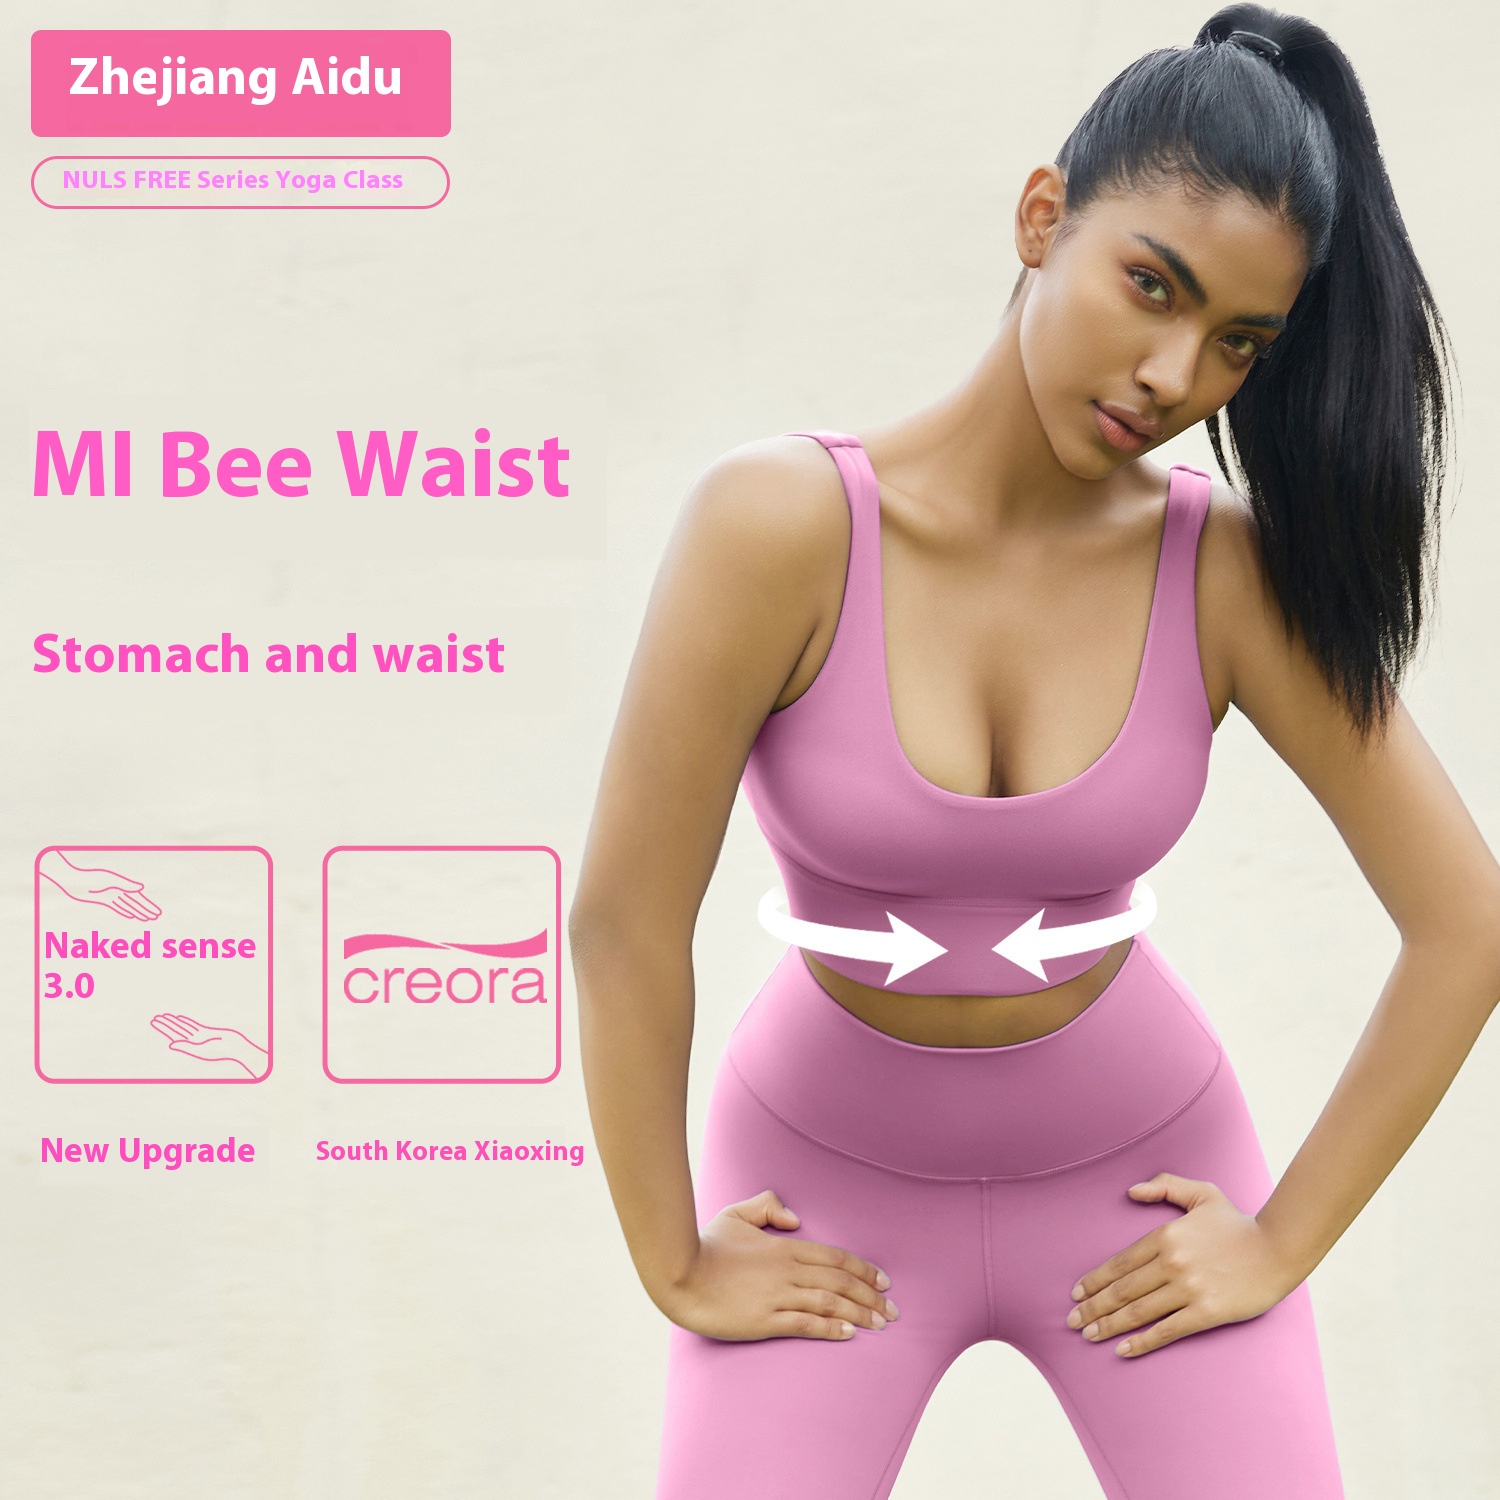 Zhejiang Aidu
NULS FREE Series Yoga Class
MI Bee Waist
Stomach and waist
Naked sense
3.0
creora
New Upgrade
South Korea Xiaoxing